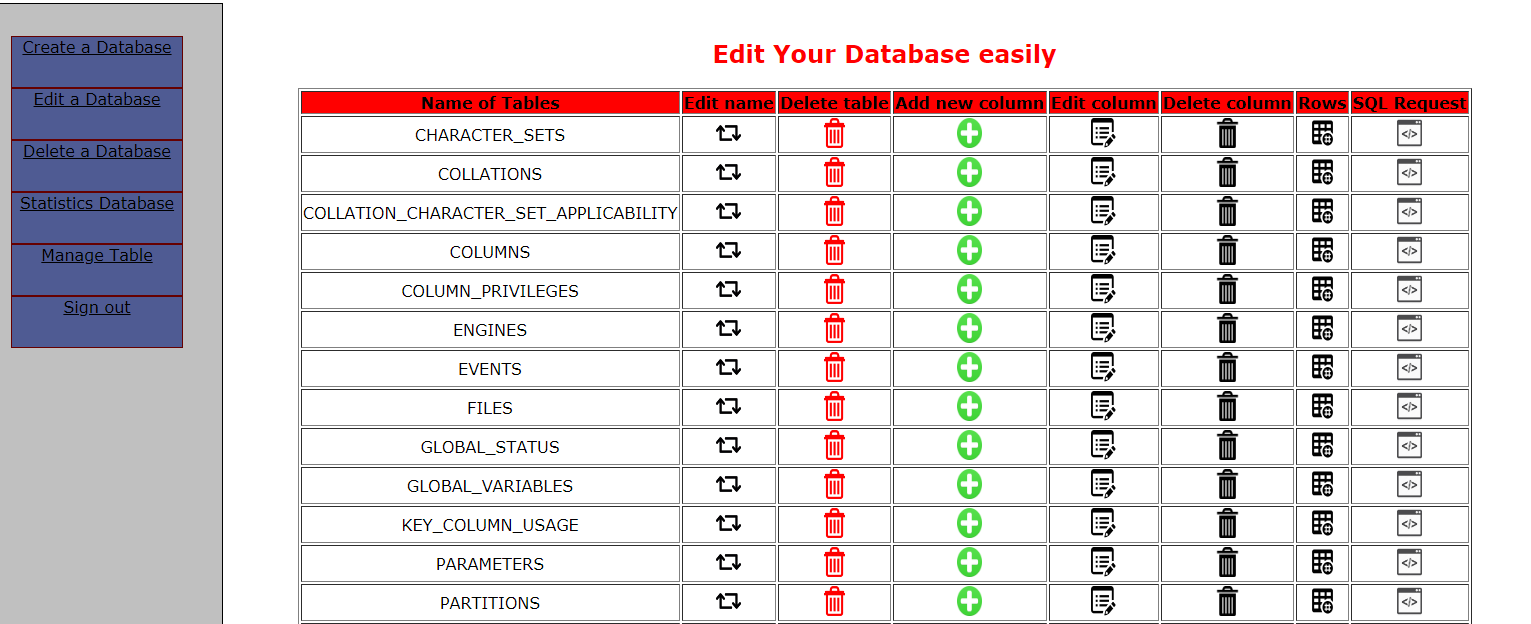 Create a Database
Edit a Database
Delete a Database
Statistics Database
Manage Table
Sign out
Edit Your Database easily
Name of Tables Edit name Delete table Add new column Edit column Delete column Rows SQL Request
CHARACTER_SETS
COLLATIONS
COLLATION_CHARACTER_SET_APPLICABILITY
COLUMNS
COLUMN_PRIVILEGES
ENGINES
EVENTS
FILES
GLOBAL_STATUS
GLOBAL_VARIABLES
KEY_COLUMN_USAGE
PARAMETERS
PARTITIONS